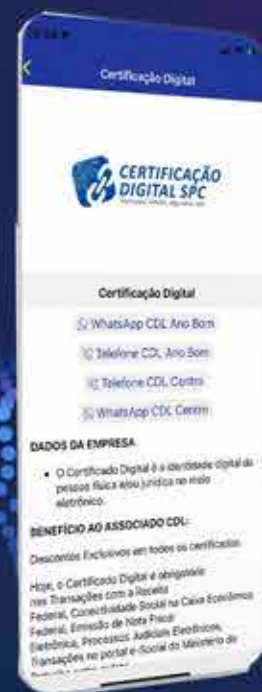 Certificação Digital
CERTIFICAÇÃO
DIGITAL SPC
Certificação Digital
WhatsApp CDL Ano Bom
Telefone CDL Ano Bom
Telefone CDL Centro
WhatsApp CDL Centro
DADOS DA EMPRESA
• O Certificado Digital é a identidade digital da
pessoa física e/ou jurídica no meio
eletrônico.
BENEFÍCIO AO ASSOCIADO CDL:
Descontos Exclusivos em todos os certificados
Hoje, o Certificado Digital é obrigatório
nas Transações com a Receita
Federal, Conectividade Social na Caixa Econômica
Federal, Emissão de Nota Fiscal
Eletrônica, Processos Judiciais Eletrônicos,
Transações no portal e-Social do Ministério do